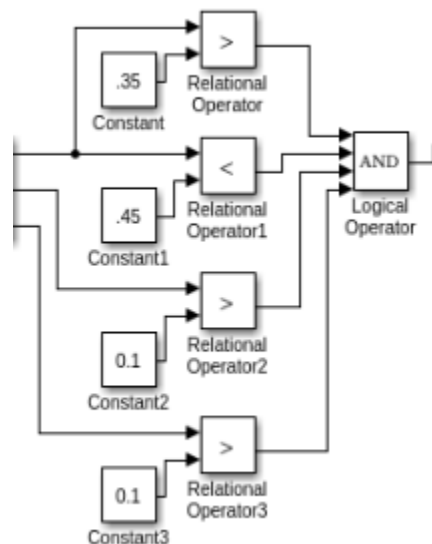 >
.35
Relational
Operator
Constant
<
AND
.45
Relational
Operator1
Logical
Operator
Constant1
>
0.1
Relational
Operator2
Constant2
>
0.1
Relational
Operator3
Constant3